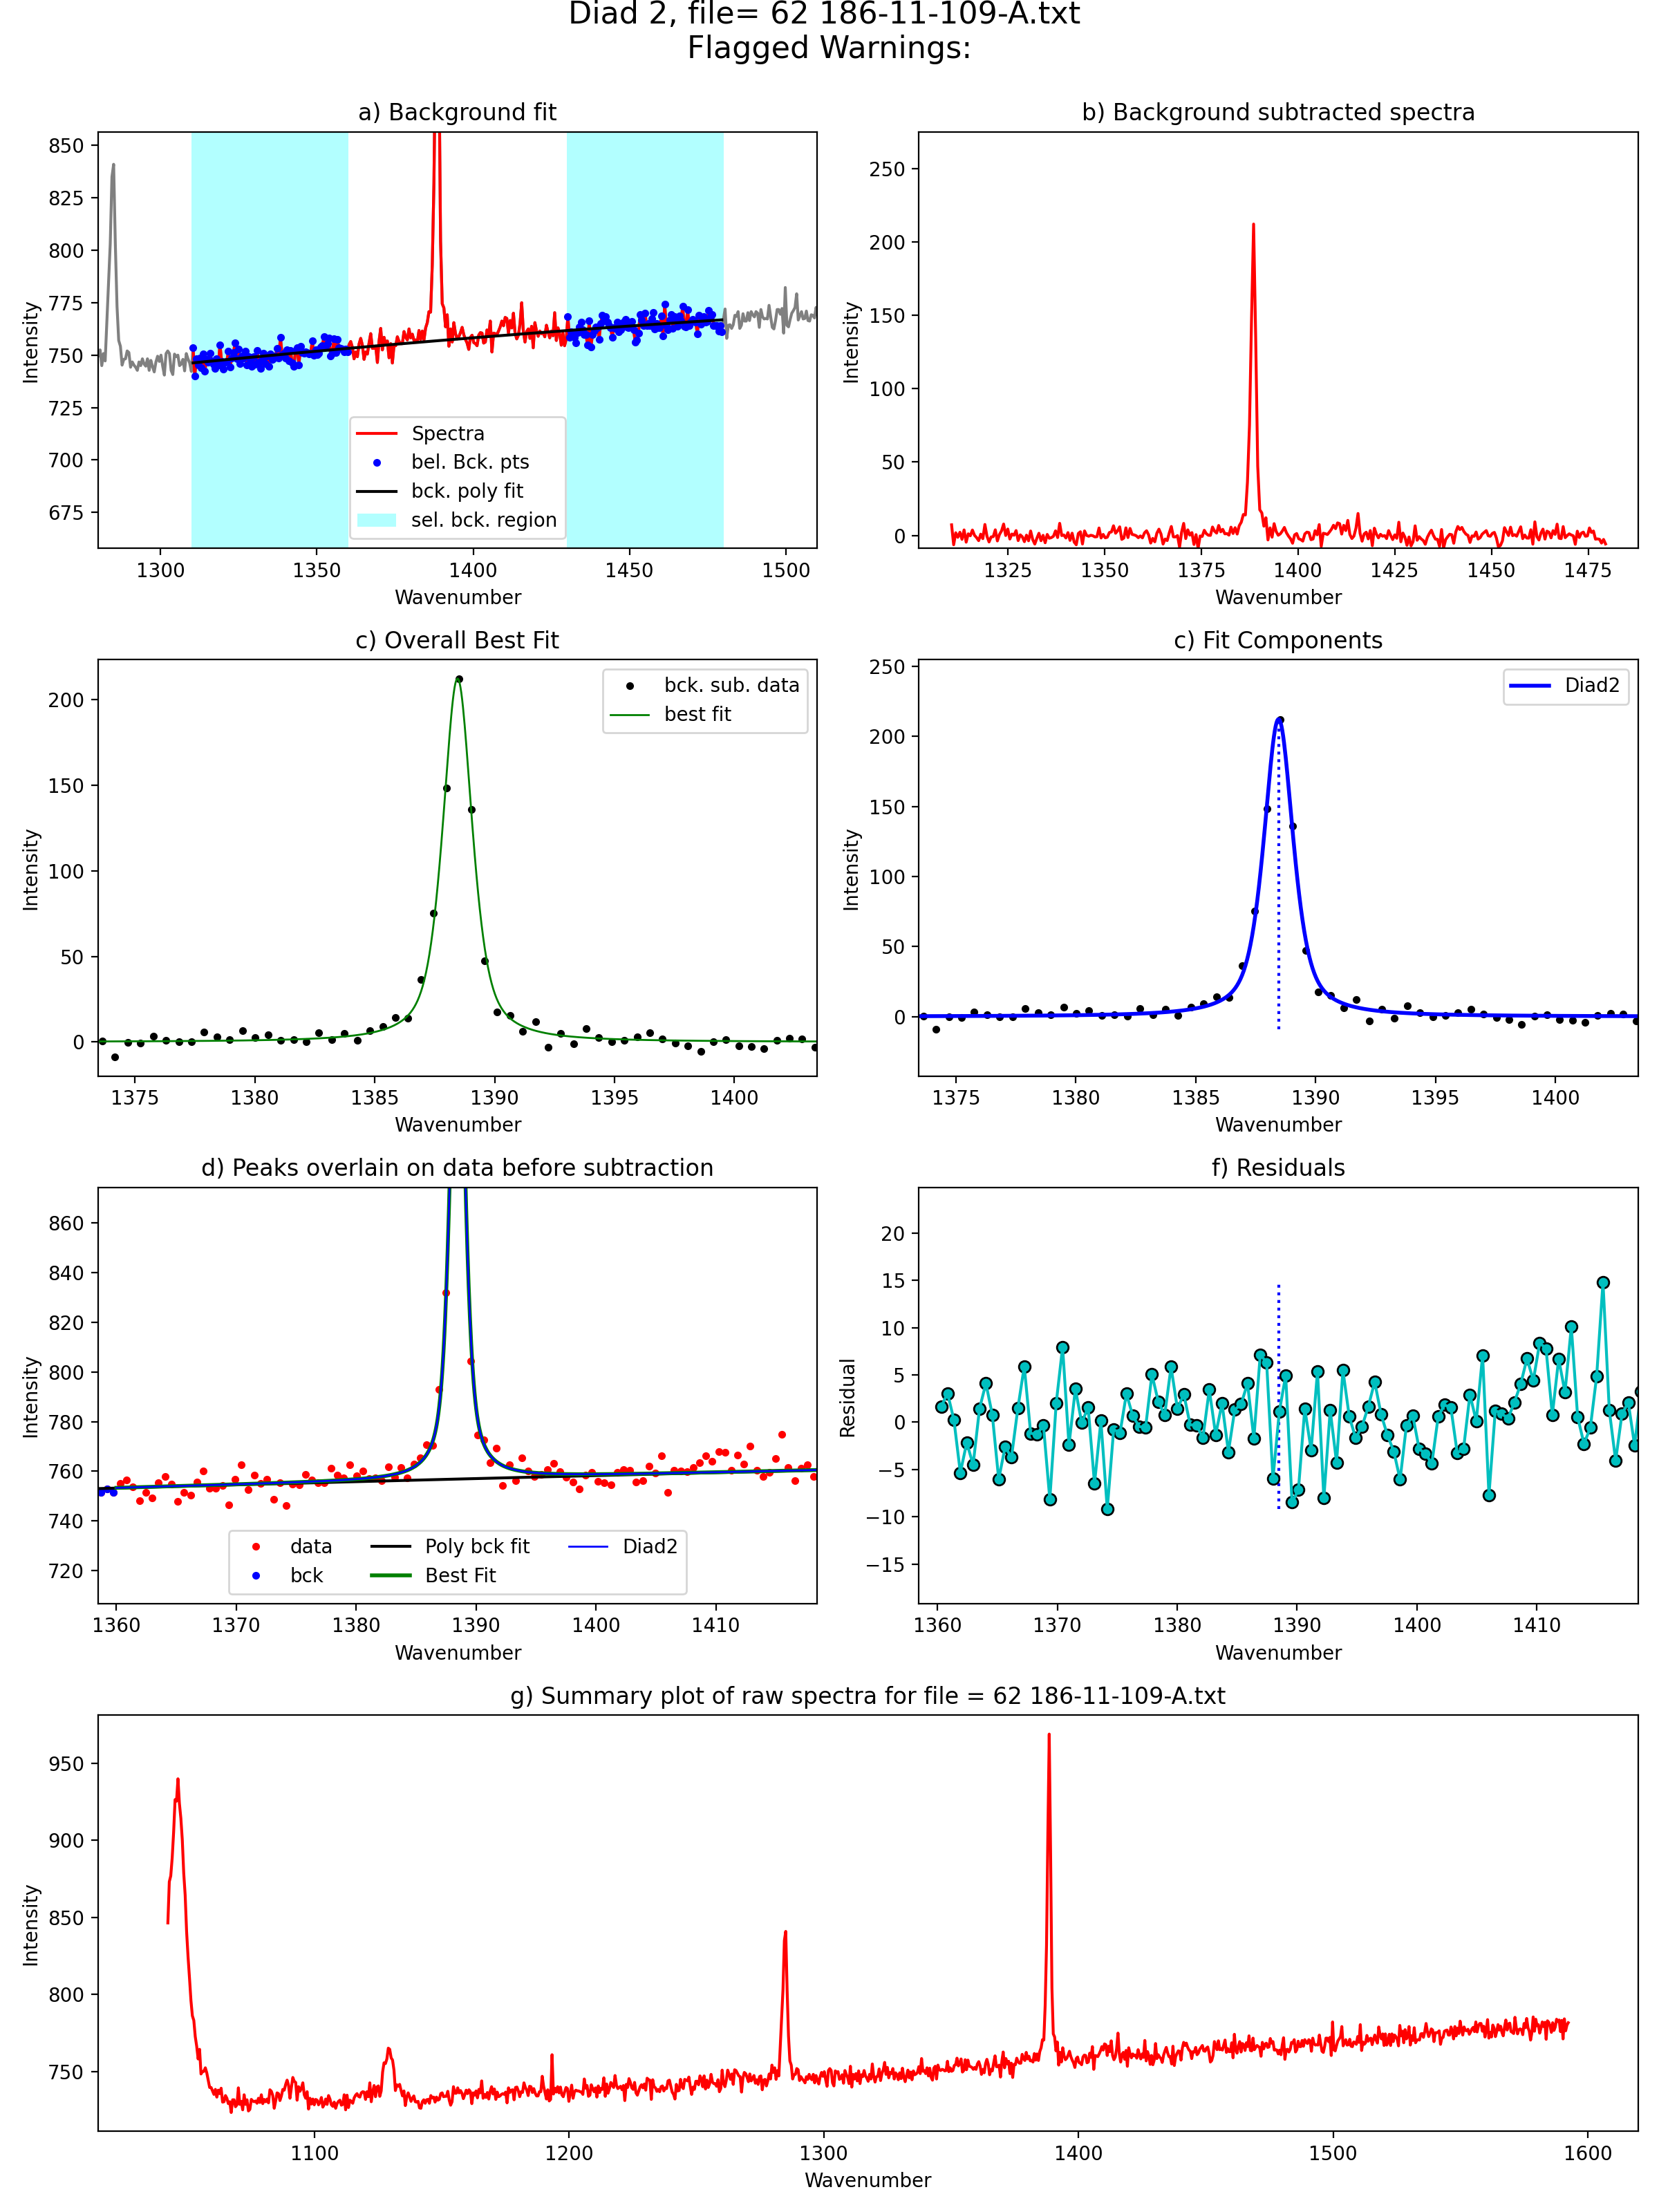 Diad 2, file= 62 186-11-109-A.txt
Flagged Warnings:
a) Background fit
850
825
800
775
750
725
700
675
Intensity
Spectra
bel. Bck. pts
bck. poly fit
sel. bck. region
1300 1350 1400 1450 1500
Wavenumber
b) Background subtracted spectra
250
200
150
100
50
0
Intensity
1325 1350 1375 1400 1425 1450 1475
Wavenumber
c) Overall Best Fit
200
150
100
50
0
Intensity
bck. sub. data
best fit
1375 1380 1385 1390 1395 1400
Wavenumber
c) Fit Components
250
200
150
100
50
0
Intensity
Diad2
1375 1380 1385 1390 1395 1400
Wavenumber
d) Peaks overlain on data before subtraction
860
840
820
800
780
760
740
720
Intensity
data Poly bck fit Diad2
bck Best Fit
1360 1370 1380 1390 1400 1410
Wavenumber
f) Residuals
20
15
10
5
0
−5
−10
−15
Residual
1360 1370 1380 1390 1400 1410
Wavenumber
g) Summary plot of raw spectra for file = 62 186-11-109-A.txt
950
900
850
800
750
Intensity
1100 1200 1300 1400 1500 1600
Wavenumber